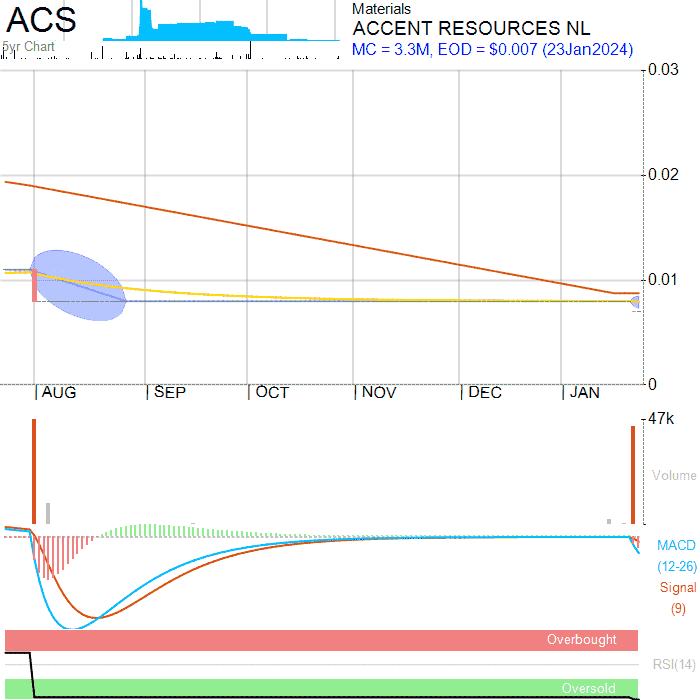 ACS
5yr Chart
Materials
ACCENT RESOURCES NL
MC = 3.3M, EOD = $0.007 (23Jan2024)
0.03
0.02
0.01
0
AUG SEP OCT NOV DEC JAN
47k
Volume
MACD
(12-26)
Signal
(9)
Overbought
RSI(14)
Oversold